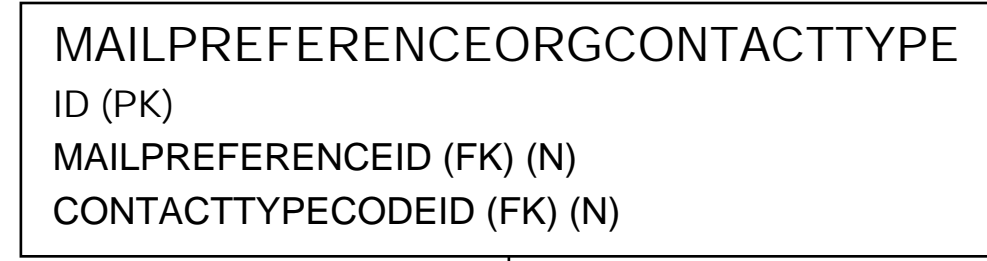 MAILPREFERENCEORGCONTACTTYPE
ID (PK)
MAILPREFERENCEID (FK) (N)
CONTACTTYPECODEID (FK) (N)